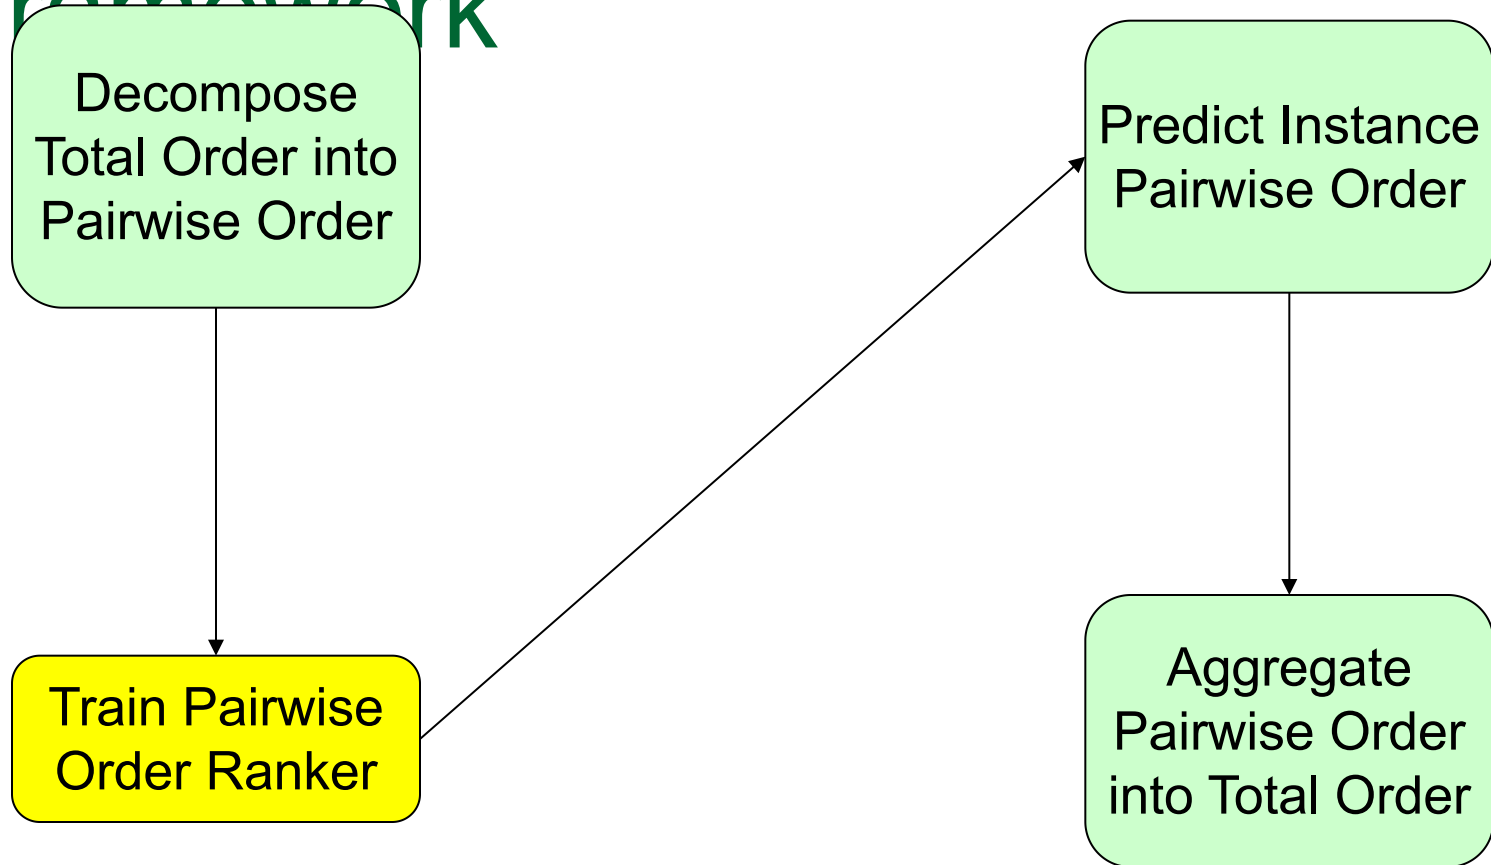 Decompose
Total Order into
Pairwise Order
Train Pairwise
Order Ranker
Predict Instance
Pairwise Order
Aggregate
Pairwise Order
into Total Order